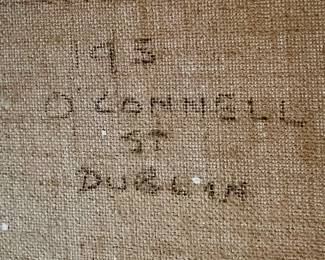 193
O'CONNELL
ST
DUBLIN